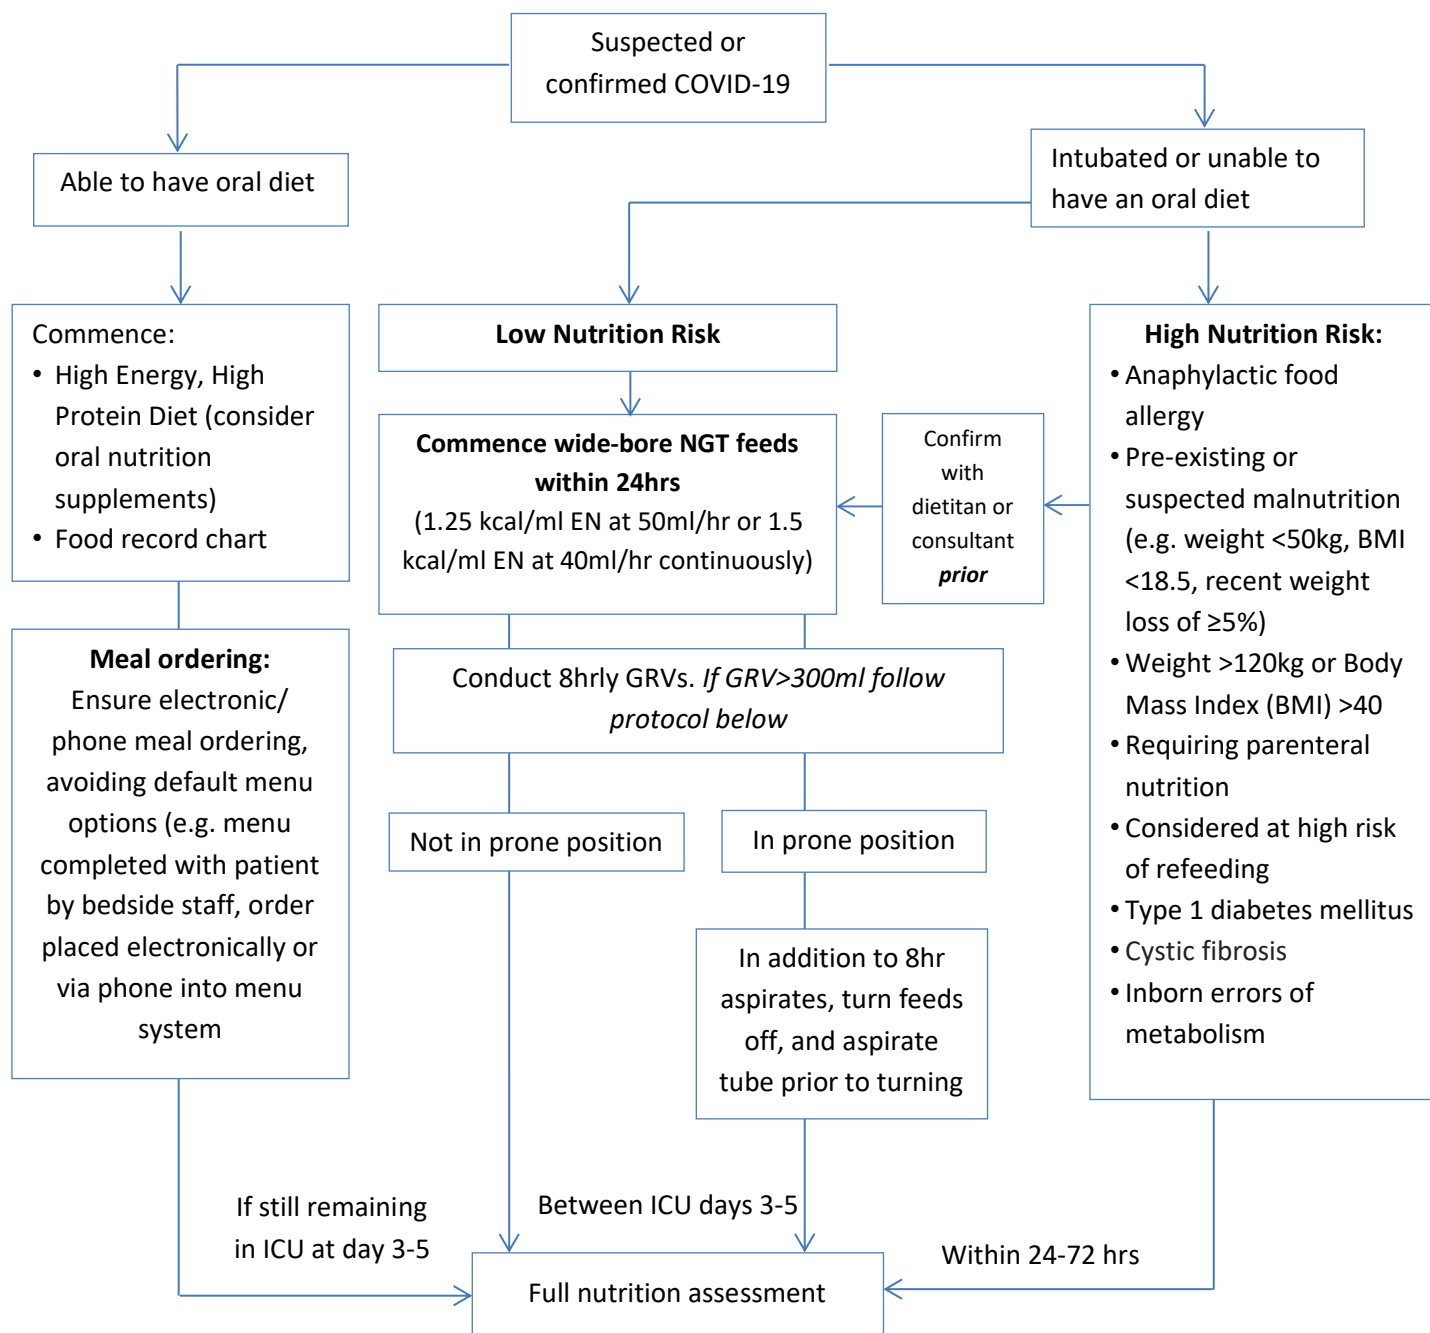 Suspected or
confirmed COVID-19
Able to have oral diet
Intubated or unable to
have an oral diet
Commence:
• High Energy, High
Protein Diet (consider
oral nutrition
supplements)
• Food record chart
Low Nutrition Risk
Commence wide-bore NGT feeds
within 24hrs
(1.25 kcal/ml EN at 50ml/hr or 1.5
kcal/ml EN at 40ml/hr continuously)
Confirm
with
dietitan or
consultant
prior
High Nutrition Risk:
• Anaphylactic food
allergy
• Pre-existing or
suspected malnutrition
(e.g. weight <50kg, BMI
<18.5, recent weight
loss of ≥5%)
• Weight >120kg or Body
Mass Index (BMI) >40
• Requiring parenteral
nutrition
• Considered at high risk
of refeeding
• Type 1 diabetes mellitus
• Cystic fibrosis
• Inborn errors of
metabolism
Meal ordering:
Ensure electronic/
phone meal ordering,
avoiding default menu
options (e.g. menu
completed with patient
by bedside staff, order
placed electronically or
via phone into menu
system
Conduct 8hrly GRVs. If GRV>300ml follow
protocol below
Not in prone position
In prone position
In addition to 8hr
aspirates, turn feeds
off, and aspirate
tube prior to turning
If still remaining
in ICU at day 3-5
Between ICU days 3-5
Within 24-72 hrs
Full nutrition assessment